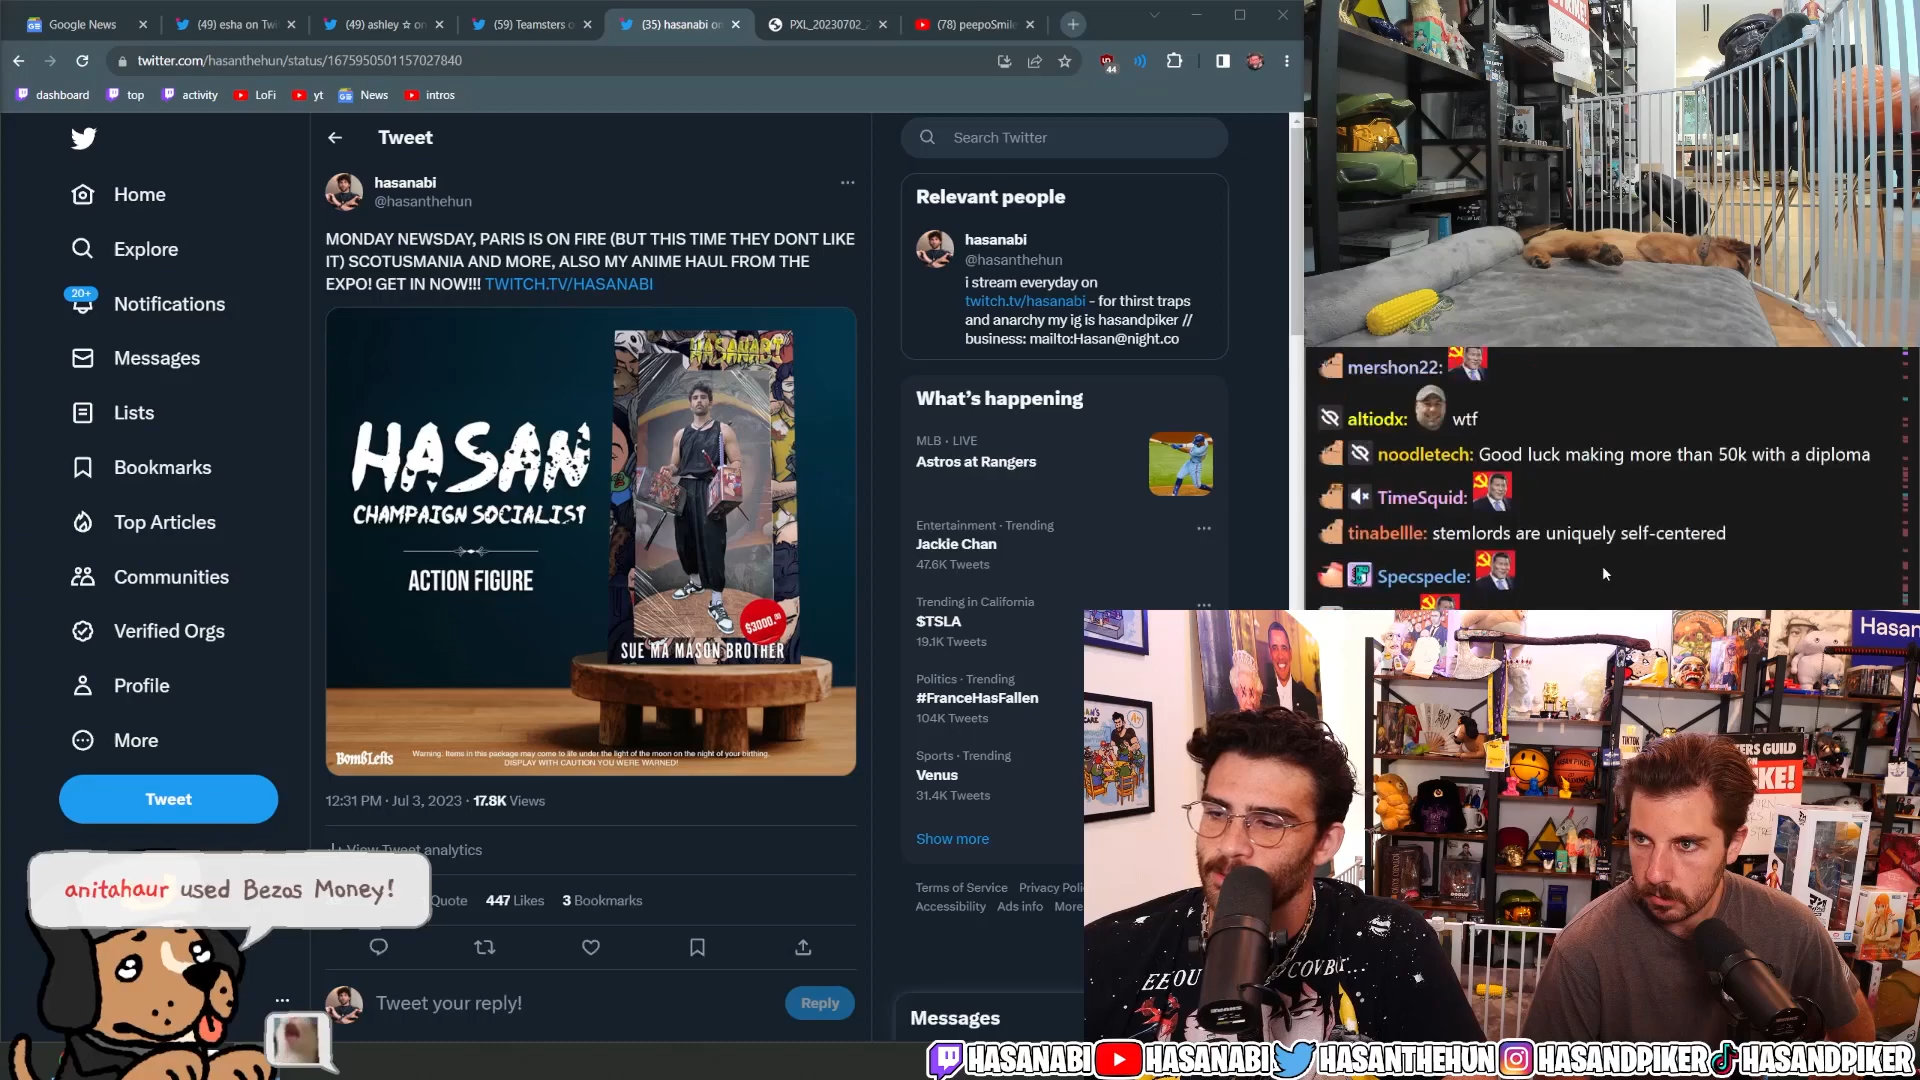 Google News
(49) esha on Twi
(49) ashley ☆ on
(59) Teamsters o
(35) hasanabi on
PXL_20230702_2
(78) peepoSmile
twitter.com/hasanthehun/status/1675950501157027840
44
dashboard
top
activity
LoFi
yt
News
intros
Home
Explore
20+
Notifications
Messages
Lists
Bookmarks
Top Articles
Communities
Verified Orgs
Profile
More
Tweet
Tweet
hasanabi
@hasanthehun
MONDAY NEWSDAY, PARIS IS ON FIRE (BUT THIS TIME THEY DONT LIKE
IT) SCOTUSMANIA AND MORE, ALSO MY ANIME HAUL FROM THE
EXPO! GET IN NOW!!! TWITCH.TV/HASANABI
HASAN
CHAMPAIGN SOCIALIST
ACTION FIGURE
HASANABI
$3000.00
SUE MA MASON BROTHER
BombLefts
Warning. Items in this package may come to life under the light of the moon on the night of your birthing.
DISPLAY WITH CAUTION YOU WERE WARNED!
12:31 PM · Jul 3, 2023 · 17.8K Views
View Tweet analytics
Quote 447 Likes 3 Bookmarks
Tweet your reply!
Reply
anitahaur used Bezos Money!
Search Twitter
Relevant people
hasanabi
@hasanthehun
i stream everyday on
twitch.tv/hasanabi - for thirst traps
and anarchy my ig is hasandpiker //
business: mailto:Hasan@night.co
What's happening
MLB · LIVE
Astros at Rangers
Entertainment · Trending
Jackie Chan
47.6K Tweets
Trending in California
$TSLA
19.1K Tweets
Politics · Trending
#FranceHasFallen
104K Tweets
Sports · Trending
Venus
31.4K Tweets
Show more
Terms of Service Privacy Poli
Accessibility Ads info More
Messages
mershon22:
altiodx: wtf
noodletech: Good luck making more than 50k with a diploma
TimeSquid:
tinabellle: stemlords are uniquely self-centered
Specspecle:
Hasan
HASANABI HASANABI HASANTHEHUN HASANDPIKER HASANDPIKER